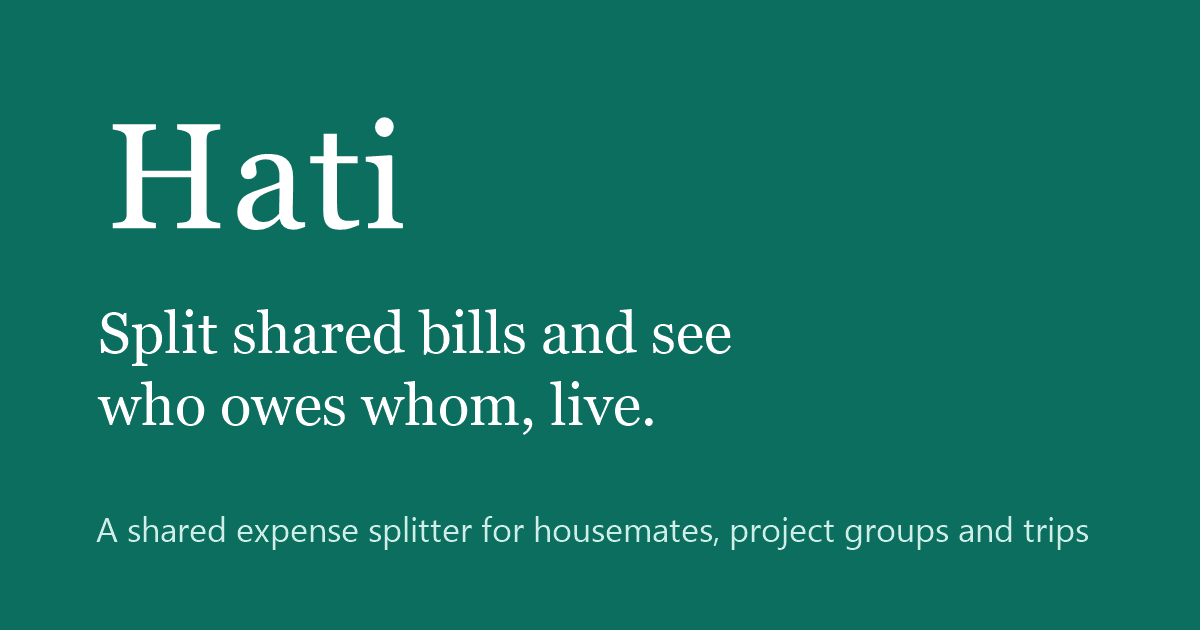 Hati
Split shared bills and see
who owes whom, live.
A shared expense splitter for housemates, project groups and trips